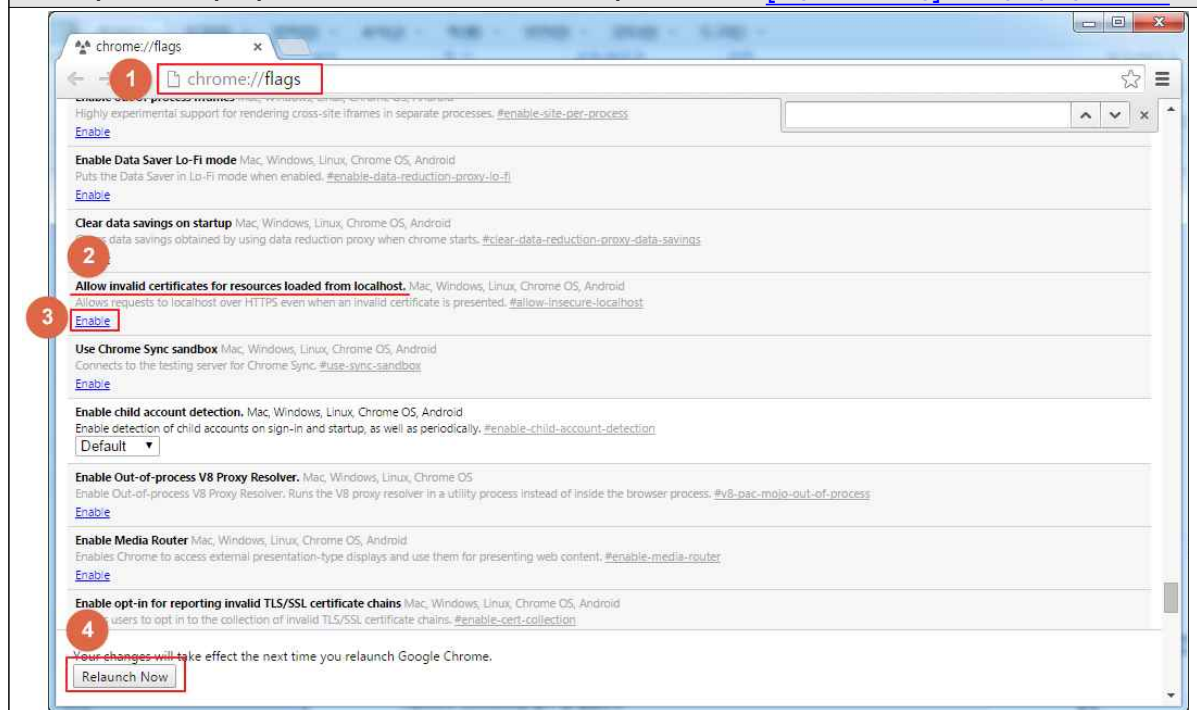 chrome://flags
1
chrome://flags
Enable out of process iframes Mac, Windows, Linux, Chrome OS, Android
Highly experimental support for rendering cross-site iframes in separate processes. #enable-site-per-process
Enable
Enable Data Saver Lo-Fi mode Mac, Windows, Linux, Chrome OS, Android
Puts the Data Saver in Lo-Fi mode when enabled. #enable-data-reduction-proxy-lo-fi
Enable
Clear data savings on startup Mac, Windows, Linux, Chrome OS, Android
data savings obtained by using data reduction proxy when chrome starts. #clear-data-reduction-proxy-data-savings
2
Allow invalid certificates for resources loaded from localhost. Mac, Windows, Linux, Chrome OS, Android
Allows requests to localhost over HTTPS even when an invalid certificate is presented. #allow-insecure-localhost
3
Enable
Use Chrome Sync sandbox Mac, Windows, Linux, Chrome OS, Android
Connects to the testing server for Chrome Sync. #use-sync-sandbox
Enable
Enable child account detection. Mac, Windows, Linux, Chrome OS, Android
Enable detection of child accounts on sign-in and startup, as well as periodically. #enable-child-account-detection
Default
Enable Out-of-process V8 Proxy Resolver. Mac, Windows, Linux, Chrome OS
Enable Out-of-process V8 Proxy Resolver. Runs the V8 proxy resolver in a utility process instead of inside the browser process. #v8-pac-mojo-out-of-process
Enable
Enable Media Router Mac, Windows, Linux, Chrome OS, Android
Enables Chrome to access external presentation-type displays and use them for presenting web content. #enable-media-router
Enable
Enable opt-in for reporting invalid TLS/SSL certificate chains Mac, Windows, Linux, Chrome OS, Android
users to opt in to the collection of invalid TLS/SSL certificate chains. #enable-cert-collection
4
Your changes will take effect the next time you relaunch Google Chrome.
Relaunch Now